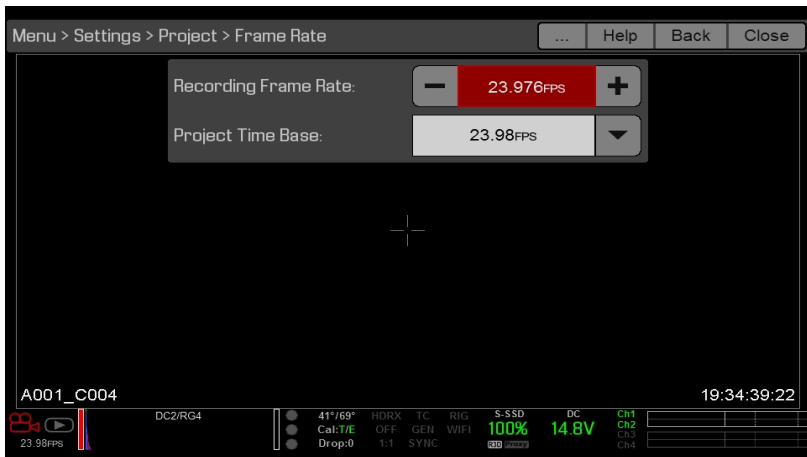 Menu > Settings > Project > Frame Rate ... Help Back Close
Recording Frame Rate: − 23.976FPS +
Project Time Base: 23.98FPS
A001_C004 19:34:39:22
DC2/RG4 41°/69° HDRX TC RIG S-SSD DC Ch1
Cal:T/E OFF GEN WIFI 100% 14.8V Ch2
23.98FPS Drop:0 1:1 SYNC R3D Proxy Ch3
Ch4